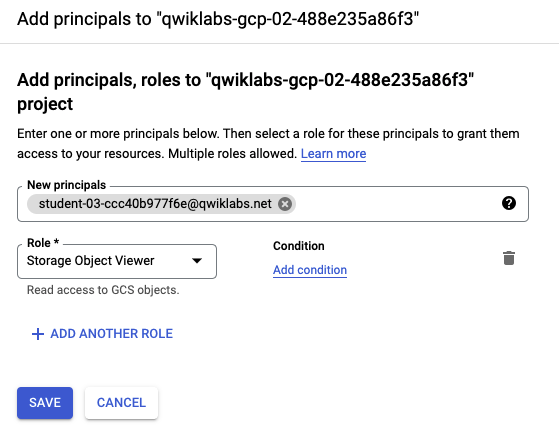 Add principals to "qwiklabs-gcp-02-488e235a86f3"
Add principals, roles to "qwiklabs-gcp-02-488e235a86f3"
project
Enter one or more principals below. Then select a role for these principals to grant them
access to your resources. Multiple roles allowed. Learn more
New principals
student-03-ccc40b977f6e@qwiklabs.net
Role *
Storage Object Viewer
Read access to GCS objects.
Condition
Add condition
ADD ANOTHER ROLE
SAVE
CANCEL